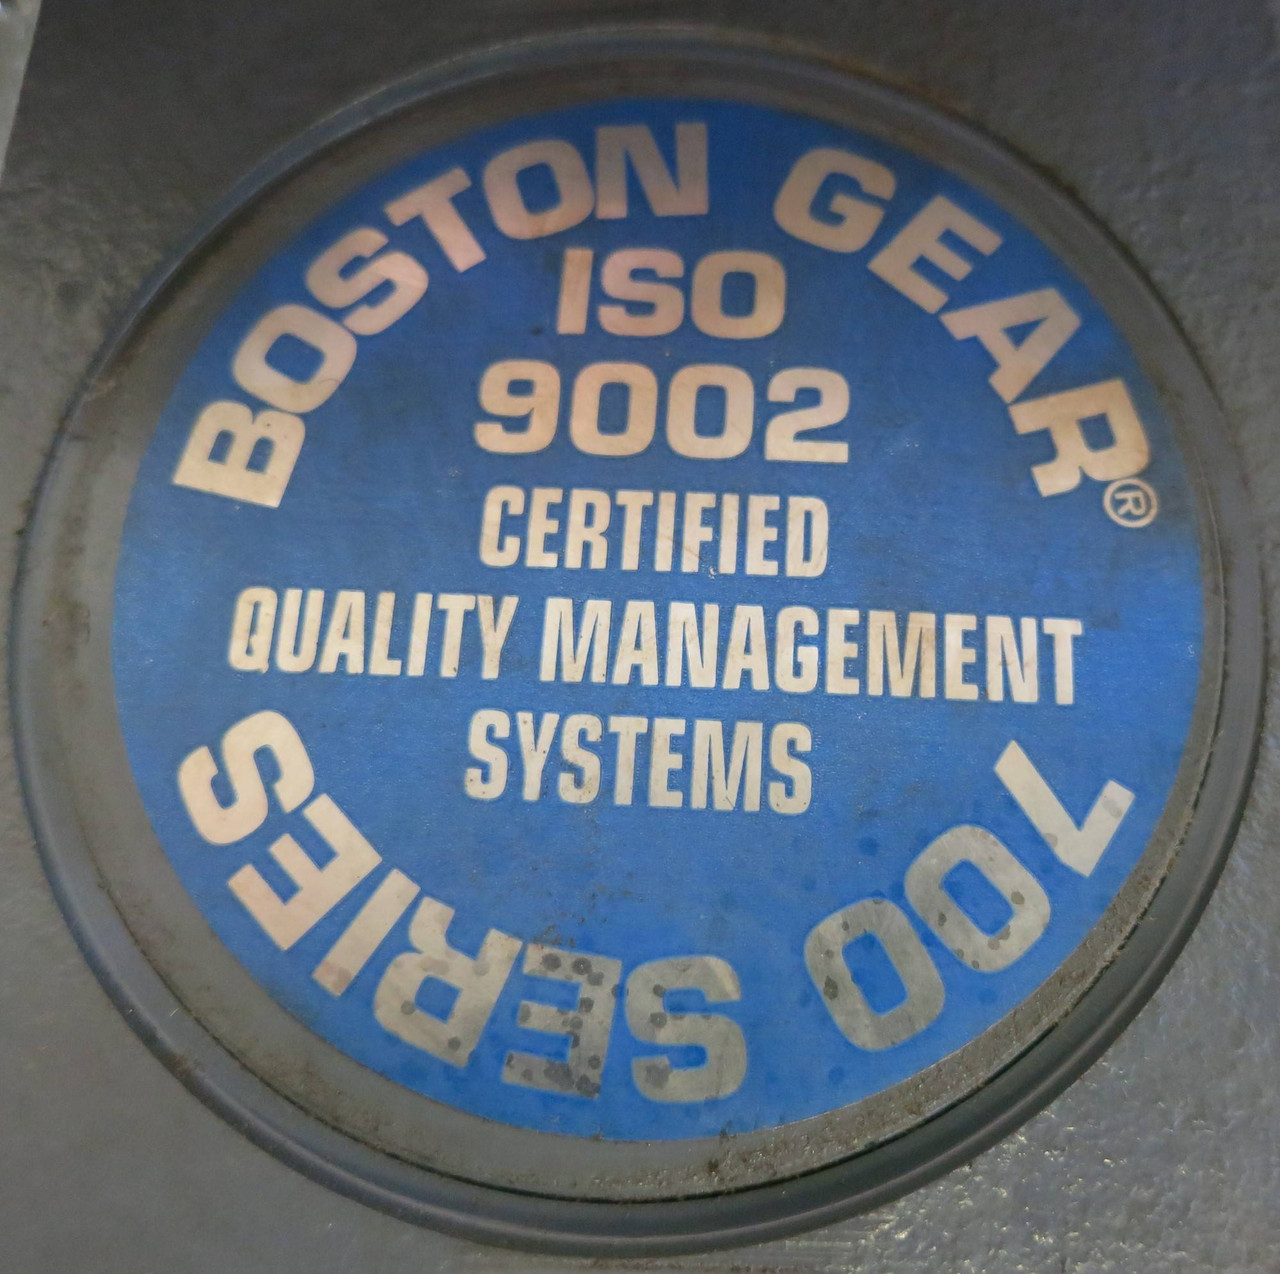 BOSTON GEAR®
ISO
9002
CERTIFIED
QUALITY MANAGEMENT
SYSTEMS
700 SERIES